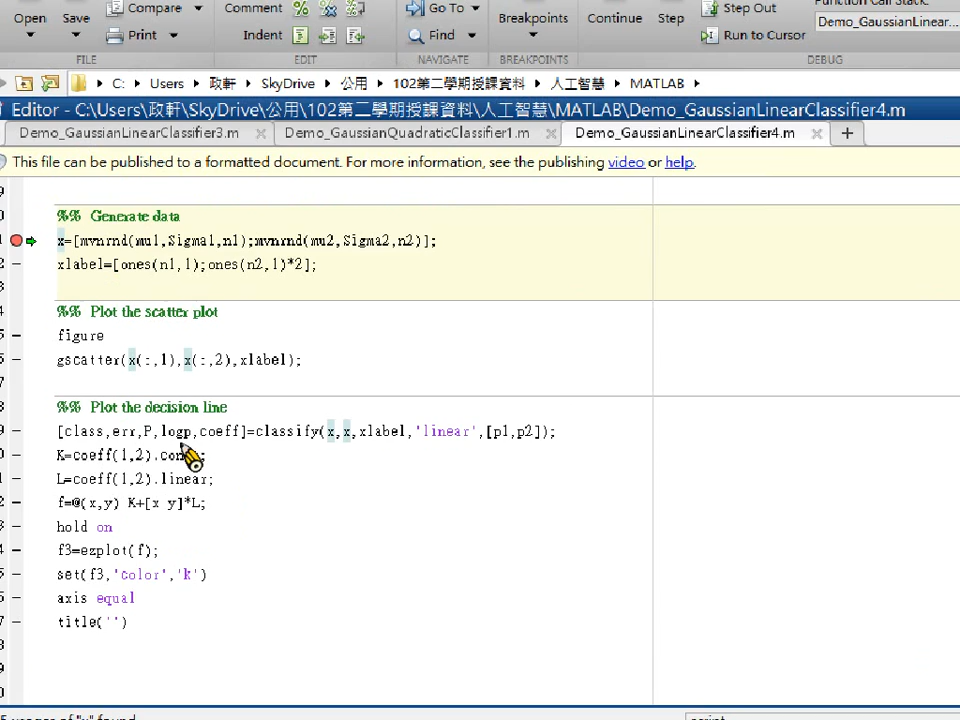 Open Save Compare Comment Go To Breakpoints Continue Step Step Out
Print Indent Find Run to Cursor Demo_GaussianLinear...
FILE EDIT NAVIGATE BREAKPOINTS DEBUG
C: Users 政軒 SkyDrive 公用 102第二學期授課資料 人工智慧 MATLAB
Editor - C:\Users\政軒\SkyDrive\公用\102第二學期授課資料\人工智慧\MATLAB\Demo_GaussianLinearClassifier4.m
Demo_GaussianLinearClassifier3.m Demo_GaussianQuadraticClassifier1.m Demo_GaussianLinearClassifier4.m
This file can be published to a formatted document. For more information, see the publishing video or help.
%% Generate data
x=[mvnrnd(mu1,Sigma1,n1);mvnrnd(mu2,Sigma2,n2)];
xlabel=[ones(n1,1);ones(n2,1)*2];
%% Plot the scatter plot
figure
gscatter(x(:,1),x(:,2),xlabel);
%% Plot the decision line
[class,err,P,logp,coeff]=classify(x,x,xlabel,'linear',[p1,p2]);
K=coeff(1,2).
L=coeff(1,2).linear;
f=@(x,y) K+[x y]*L;
hold on
f3=ezplot(f);
set(f3,'color','k')
axis equal
title('')